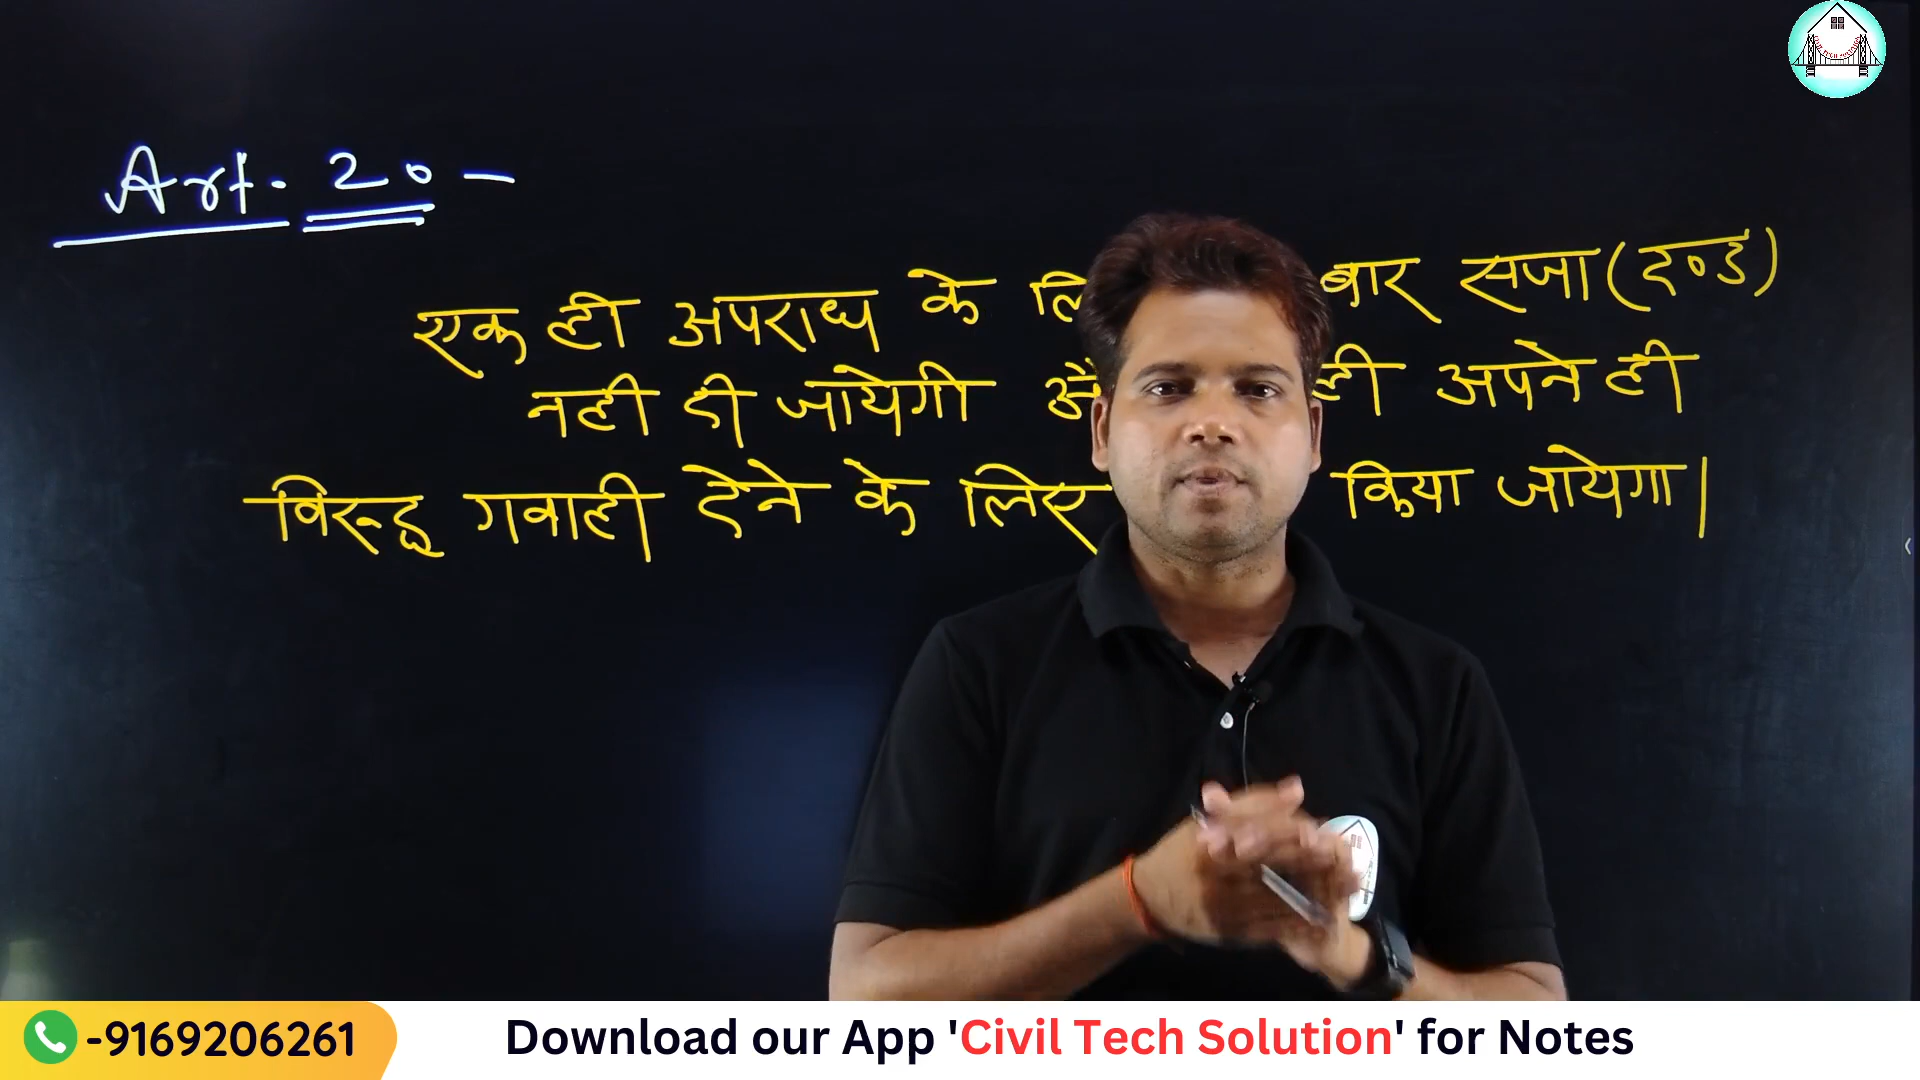 Art. 20 -
एक ही अपराध के बार सजा (दण्ड)
नही दी जायेगी ही अपने ही
विरूद्ध गवाही देने के लिए किया जायेगा।
-9169206261
Download our App 'Civil Tech Solution' for Notes